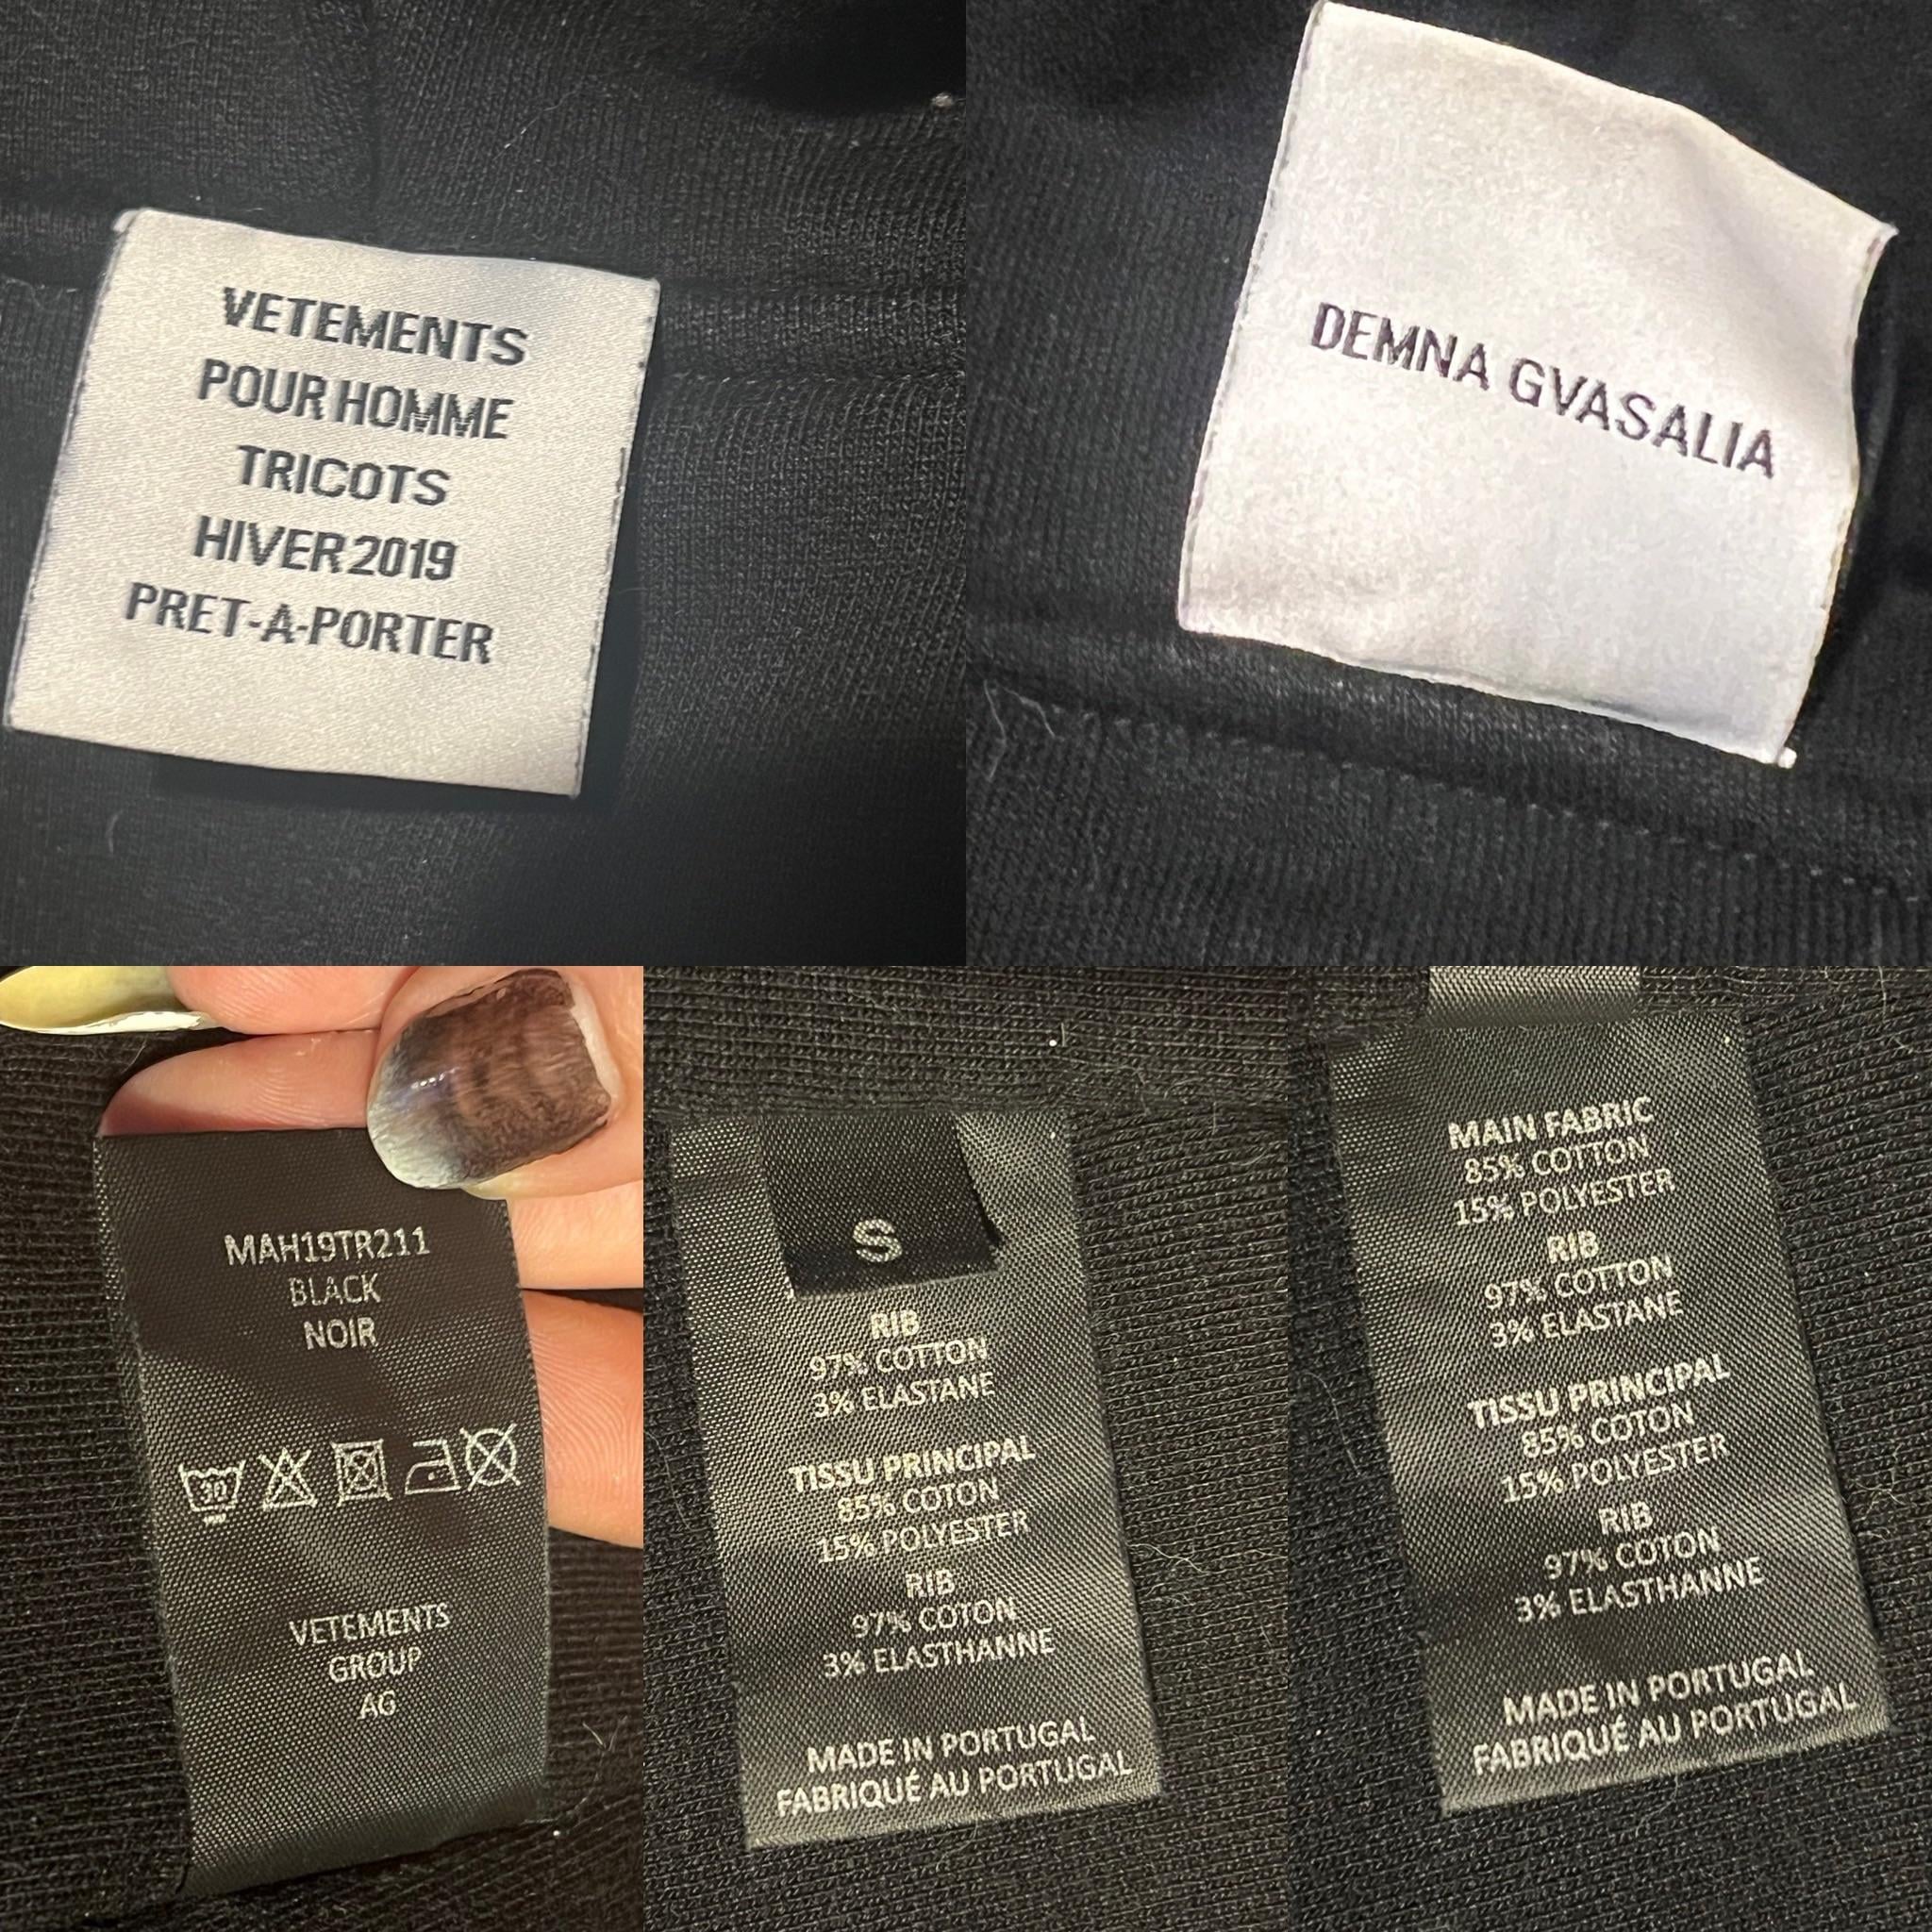 VETEMENTS
POUR HOMME
TRICOTS
HIVER 2019
PRET-A-PORTER
DEMNA GVASALIA
MAH19TR211
BLACK
NOIR
30
VETEMENTS
GROUP
AG
S
RIB
97% COTTON
3% ELASTANE
TISSU PRINCIPAL
85% COTON
15% POLYESTER
RIB
97% COTON
3% ELASTHANNE
MADE IN PORTUGAL
FABRIQUÉ AU PORTUGAL
MAIN FABRIC
85% COTTON
15% POLYESTER
RIB
97% COTTON
3% ELASTANE
TISSU PRINCIPAL
85% COTON
15% POLYESTER
RIB
97% COTON
3% ELASTHANNE
MADE IN PORTUGAL
FABRIQUÉ AU PORTUGAL